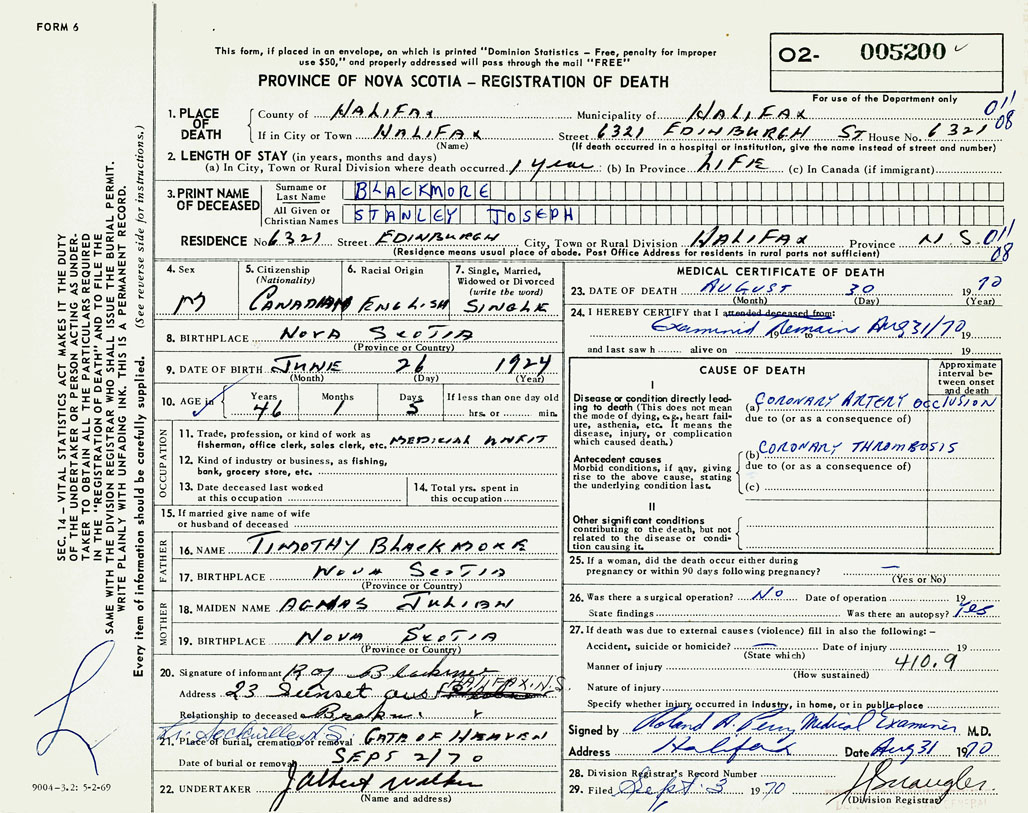 FORM 6
This form, if placed in an envelope, on which is printed "Dominion Statistics – Free, penalty for improper
use $50," and properly addressed will pass through the mail "FREE"
PROVINCE OF NOVA SCOTIA – REGISTRATION OF DEATH
02- 005200
For use of the Department only
011
08
1. PLACE OF DEATH
County of HALIFAX Municipality of HALIFAX
If in City or Town HALIFAX Street 6321 EDINBURGH ST House No. 6321
(Name) (If death occurred in a hospital or institution, give the name instead of street and number)
2. LENGTH OF STAY (in years, months and days)
(a) In City, Town or Rural Division where death occurred 1 year (b) In Province LIFE (c) In Canada (if immigrant)
3. PRINT NAME OF DECEASED
Surname or Last Name BLACKMORE
All Given or Christian Names STANLEY JOSEPH
RESIDENCE No 6321 Street EDINBURGH City, Town or Rural Division HALIFAX Province N.S. 011
08
(Residence means usual place of abode. Post Office Address for residents in rural parts not sufficient)
4. Sex M
5. Citizenship (Nationality) CANADIAN
6. Racial Origin ENGLISH
7. Single, Married, Widowed or Divorced (write the word) SINGLE
8. BIRTHPLACE NOVA SCOTIA
(Province or Country)
9. DATE OF BIRTH JUNE 26 1924
(Month) (Day) (Year)
10. AGE in Years 46 Months 1 Days 5 If less than one day old
hrs. or min.
OCCUPATION
11. Trade, profession, or kind of work as
fisherman, office clerk, sales clerk, etc. MEDICAL UNFIT
12. Kind of industry or business, as fishing,
bank, grocery store, etc.
13. Date deceased last worked
at this occupation
14. Total yrs. spent in
this occupation
15. If married give name of wife
or husband of deceased
FATHER
16. NAME TIMOTHY BLACKMORE
17. BIRTHPLACE NOVA SCOTIA
(Province or Country)
MOTHER
18. MAIDEN NAME AGMAS JULIAN
19. BIRTHPLACE NOVA SCOTIA
(Province or Country)
20. Signature of informant Roy Blackmore
Address 23 Sunset HALIFAX, N.S.
Relationship to deceased
21. Place of burial, cremation or removal GATA OF HEAVEN
Date of burial or removal SEPS 2/70
22. UNDERTAKER
(Name and address)
MEDICAL CERTIFICATE OF DEATH
23. DATE OF DEATH AUGUST 30 1970
(Month) (Day) (Year)
24. I HEREBY CERTIFY that I attended deceased from:
Examined Remains Aug 31/70 19
and last saw h alive on 19
CAUSE OF DEATH
Approximate interval between onset and death
I
Disease or condition directly leading to death (This does not
the mode of dying, e.g., heart failure, asthenia, etc. It means the
disease, injury, or complication
which caused death.)
(a) CORONARY ARTERY OCCLUSION
due to (or as a consequence of)
Antecedent causes
Morbid conditions, if any, giving
rise to the above cause, stating
the underlying condition last.
(b) CORONARY THROMBOSIS
due to (or as a consequence of)
(c)
II
Other significant conditions
contributing to the death, but not
related to the disease or condition causing it.
25. If a woman, did the death occur either during
pregnancy or within 90 days following pregnancy? –
(Yes or No)
26. Was there a surgical operation? No Date of operation 19
State findings Was there an autopsy? Yes
27. If death was due to external causes (violence) fill in also the following: –
Accident, suicide or homicide? – Date of injury 19
(State which)
Manner of injury 410.9
(How sustained)
Nature of injury
Specify whether injury occurred in industry, in home, or in public place
Signed by Roland A. Perry Medical Examiner M.D.
Address Halifax Date Aug 31 1970
28. Division Registrar's Record Number
29. Filed Sept. 3 1970
(Division Registrar)
SEC. 14 – VITAL STATISTICS ACT MAKES IT THE DUTY
OF THE UNDERTAKER OR PERSON ACTING AS UNDER-
TAKER TO OBTAIN ALL THE PARTICULARS REQUIRED
IN THE "REGISTRATION OF DEATH" AND TO FILE THE
SAME WITH THE DIVISION REGISTRAR WHO SHALL ISSUE THE BURIAL PERMIT.
WRITE PLAINLY WITH UNFADING INK. THIS IS A PERMANENT RECORD.
Every item of information should be carefully supplied. (See reverse side for instructions.)
9004-3.2: 5-2-69